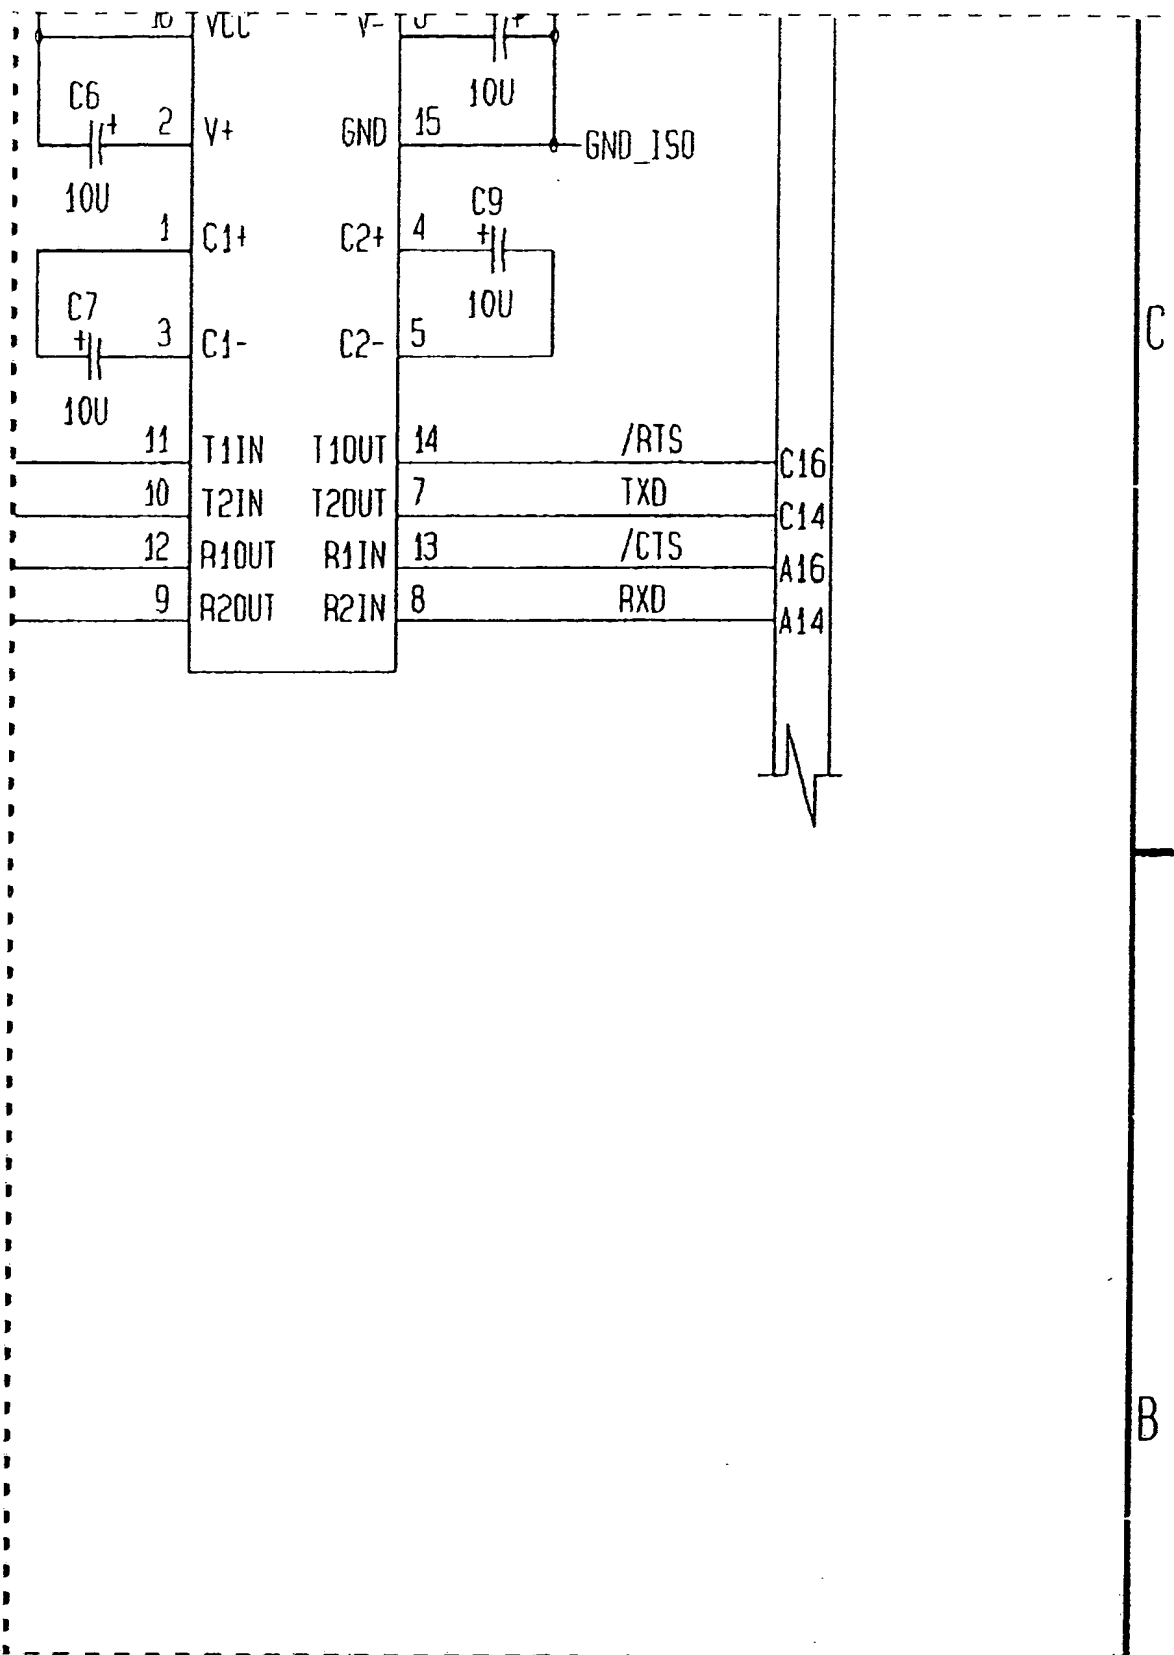 VCC V-
10U
C6
2 V+ GND 15
GND_ISO
10U
C9
1 C1+ C2+ 4
10U
C7
3 C1- C2- 5
10U
C
11 T1IN T1OUT 14 /RTS C16
10 T2IN T2OUT 7 TXD C14
12 R1OUT R1IN 13 /CTS A16
9 R2OUT R2IN 8 RXD A14
B